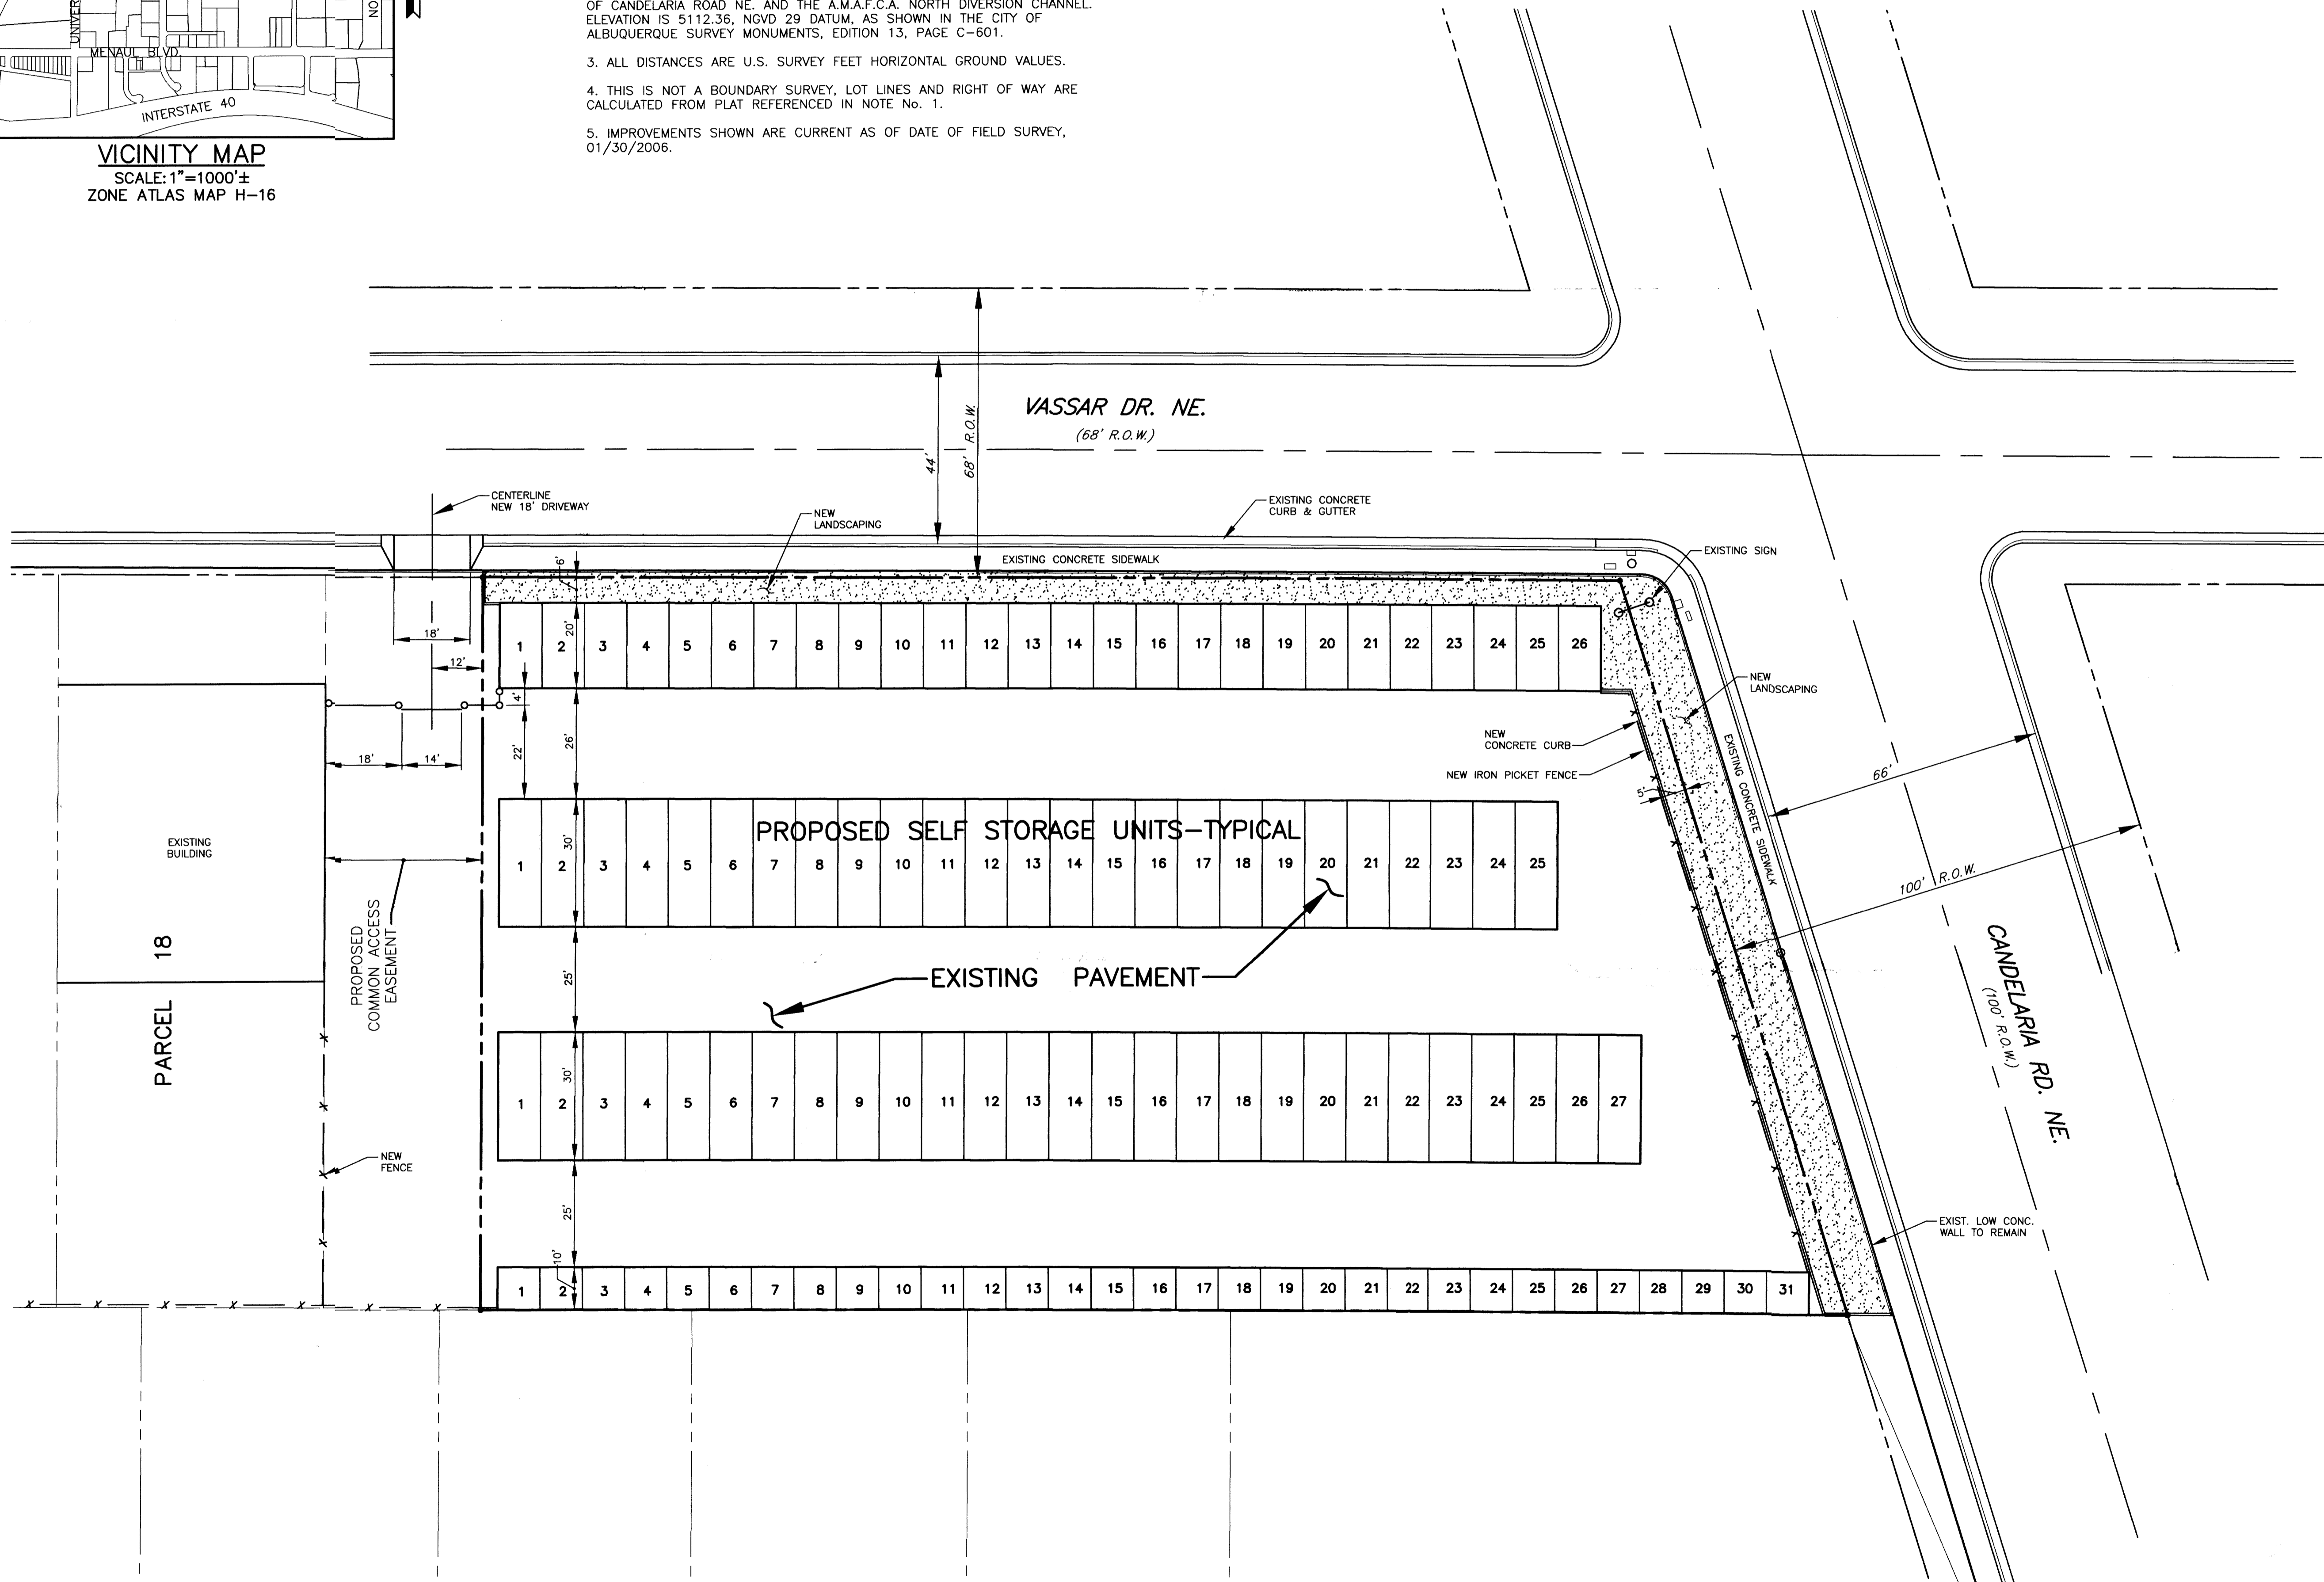 UNIVER
NO
MENAUL BLVD.
INTERSTATE 40
VICINITY MAP
SCALE: 1"=1000'±
ZONE ATLAS MAP H-16
OF CANDELARIA ROAD NE. AND THE A.M.A.F.C.A. NORTH DIVERSION CHANNEL.
ELEVATION IS 5112.36, NGVD 29 DATUM, AS SHOWN IN THE CITY OF
ALBUQUERQUE SURVEY MONUMENTS, EDITION 13, PAGE C-601.
3. ALL DISTANCES ARE U.S. SURVEY FEET HORIZONTAL GROUND VALUES.
4. THIS IS NOT A BOUNDARY SURVEY, LOT LINES AND RIGHT OF WAY ARE
CALCULATED FROM PLAT REFERENCED IN NOTE No. 1.
5. IMPROVEMENTS SHOWN ARE CURRENT AS OF DATE OF FIELD SURVEY,
01/30/2006.
VASSAR DR. NE.
(68' R.O.W.)
44'
68' R.O.W.
CENTERLINE
NEW 18' DRIVEWAY
NEW
LANDSCAPING
EXISTING CONCRETE
CURB & GUTTER
EXISTING CONCRETE SIDEWALK
EXISTING SIGN
6'
18'
12'
20'
1 2 3 4 5 6 7 8 9 10 11 12 13 14 15 16 17 18 19 20 21 22 23 24 25 26
4'
22'
26'
18'
14'
NEW
LANDSCAPING
NEW
CONCRETE CURB
NEW IRON PICKET FENCE
5'
EXISTING CONCRETE SIDEWALK
66'
100' R.O.W.
EXISTING
BUILDING
PARCEL 18
PROPOSED
COMMON ACCESS
EASEMENT
PROPOSED SELF STORAGE UNITS-TYPICAL
30'
1 2 3 4 5 6 7 8 9 10 11 12 13 14 15 16 17 18 19 20 21 22 23 24 25
25'
EXISTING PAVEMENT
CANDELARIA RD. NE.
(100' R.O.W.)
30'
1 2 3 4 5 6 7 8 9 10 11 12 13 14 15 16 17 18 19 20 21 22 23 24 25 26 27
NEW
FENCE
25'
EXIST. LOW CONC.
WALL TO REMAIN
10'
1 2 3 4 5 6 7 8 9 10 11 12 13 14 15 16 17 18 19 20 21 22 23 24 25 26 27 28 29 30 31